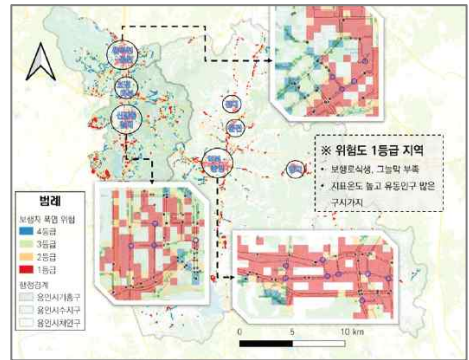 ※ 위험도 1등급 지역
• 보행로식생, 그늘막 부족
• 지표온도 높고 유동인구 많은
구시가지
범례
보행자 폭염 위험
4등급
3등급
2등급
1등급
행정경계
용인시기흥구
용인시수지구
용인시처인구
0 5 10 km